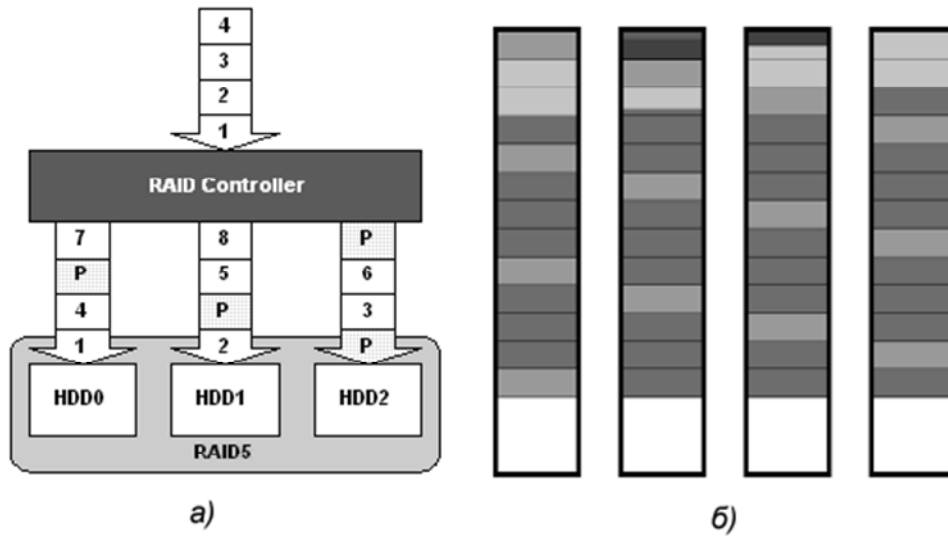 4
3
2
1
RAID Controller
7 8 P
P 5 6
4 P 3
1 2 P
HDD0 HDD1 HDD2
RAID5
а) б)